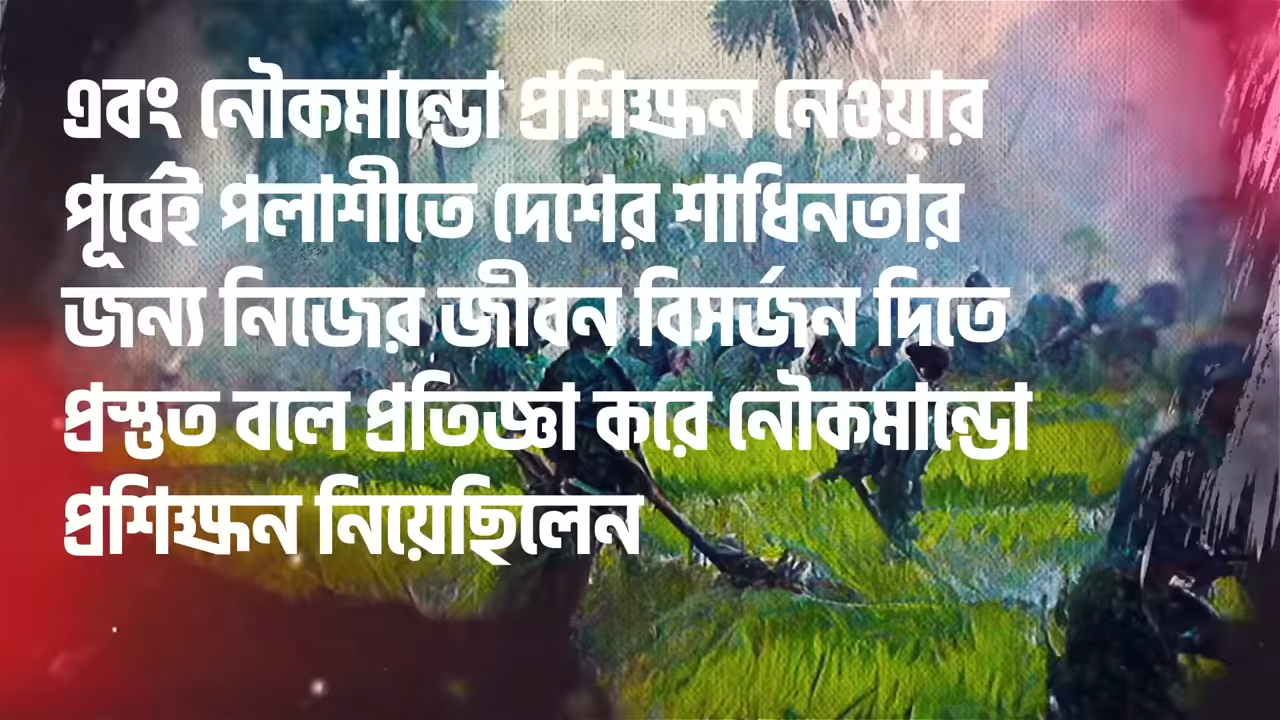 এবং নৌকমান্ডো প্রশিক্ষন নেওয়ার
পূর্বেই পলাশীতে দেশের শাধিনতার
জন্য নিজের জীবন বিসর্জন দিতে
প্রস্তুত বলে প্রতিজ্ঞা করে নৌকমান্ডো
প্রশিক্ষন নিয়েছিলেন